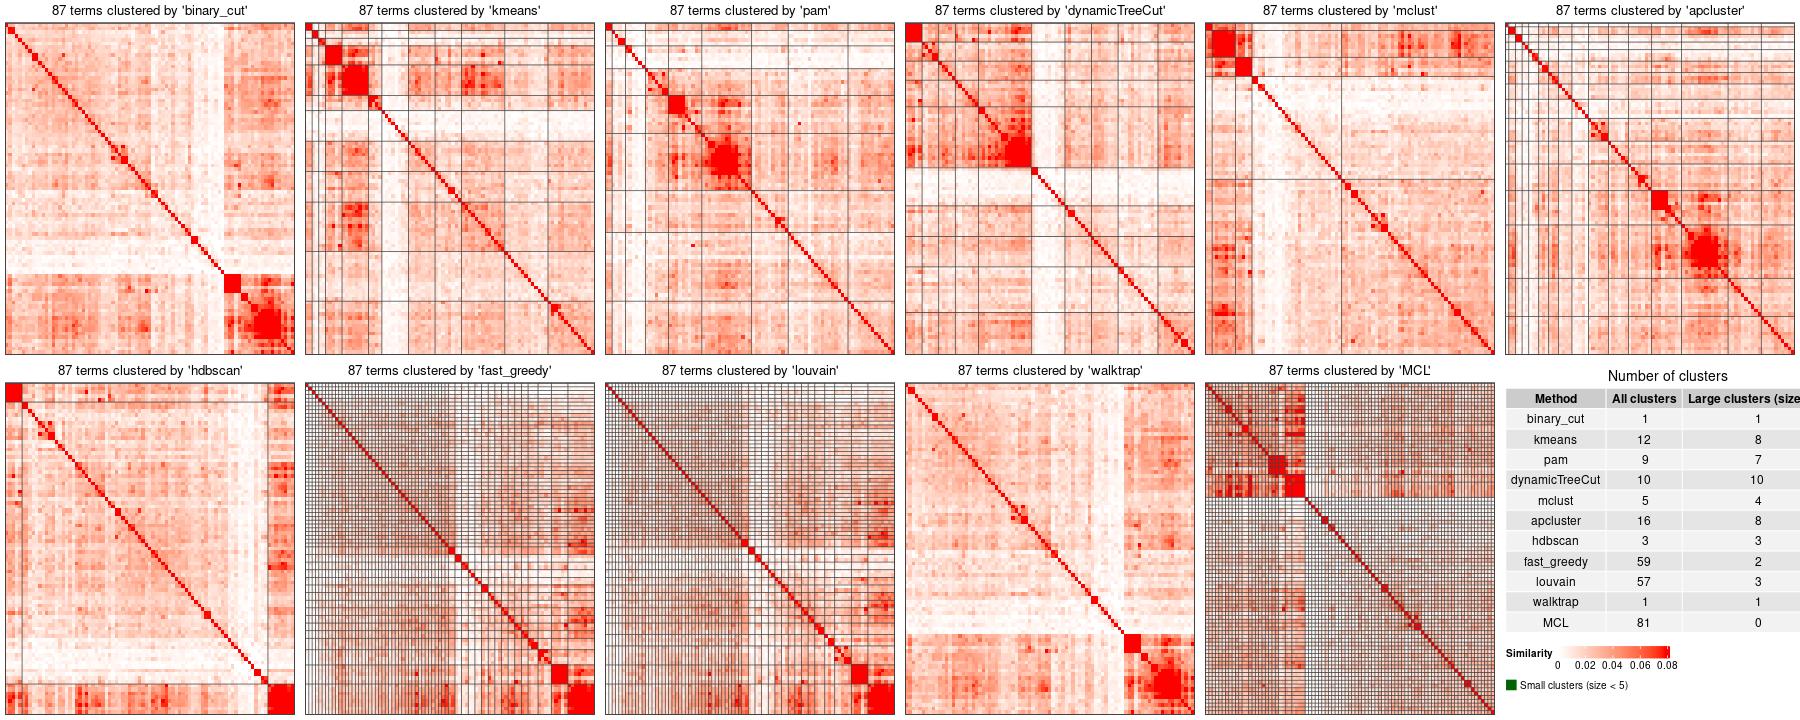 87 terms clustered by 'binary_cut'
87 terms clustered by 'kmeans'
87 terms clustered by 'pam'
87 terms clustered by 'dynamicTreeCut'
87 terms clustered by 'mclust'
87 terms clustered by 'apcluster'
87 terms clustered by 'hdbscan'
87 terms clustered by 'fast_greedy'
87 terms clustered by 'louvain'
87 terms clustered by 'walktrap'
87 terms clustered by 'MCL'
Number of clusters
Method All clusters Large clusters (size
binary_cut 1 1
kmeans 12 8
pam 9 7
dynamicTreeCut 10 10
mclust 5 4
apcluster 16 8
hdbscan 3 3
fast_greedy 59 2
louvain 57 3
walktrap 1 1
MCL 81 0
Similarity
0 0.02 0.04 0.06 0.08
Small clusters (size < 5)